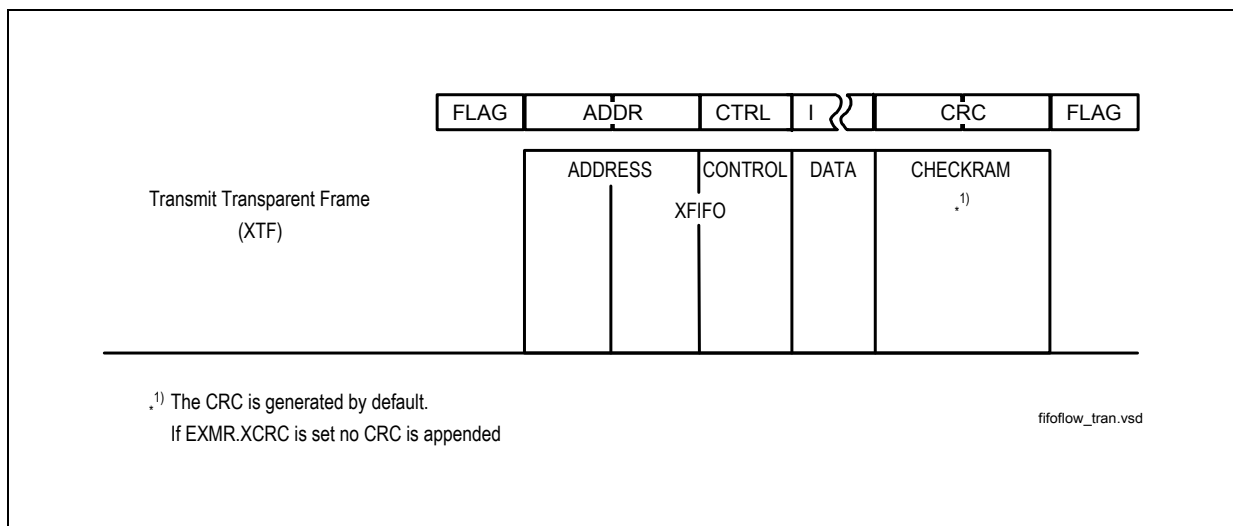 FLAG ADDR CTRL I CRC FLAG
ADDRESS CONTROL DATA CHECKRAM
XFIFO *1)
Transmit Transparent Frame
(XTF)
*1) The CRC is generated by default.
If EXMR.XCRC is set no CRC is appended
fifoflow_tran.vsd